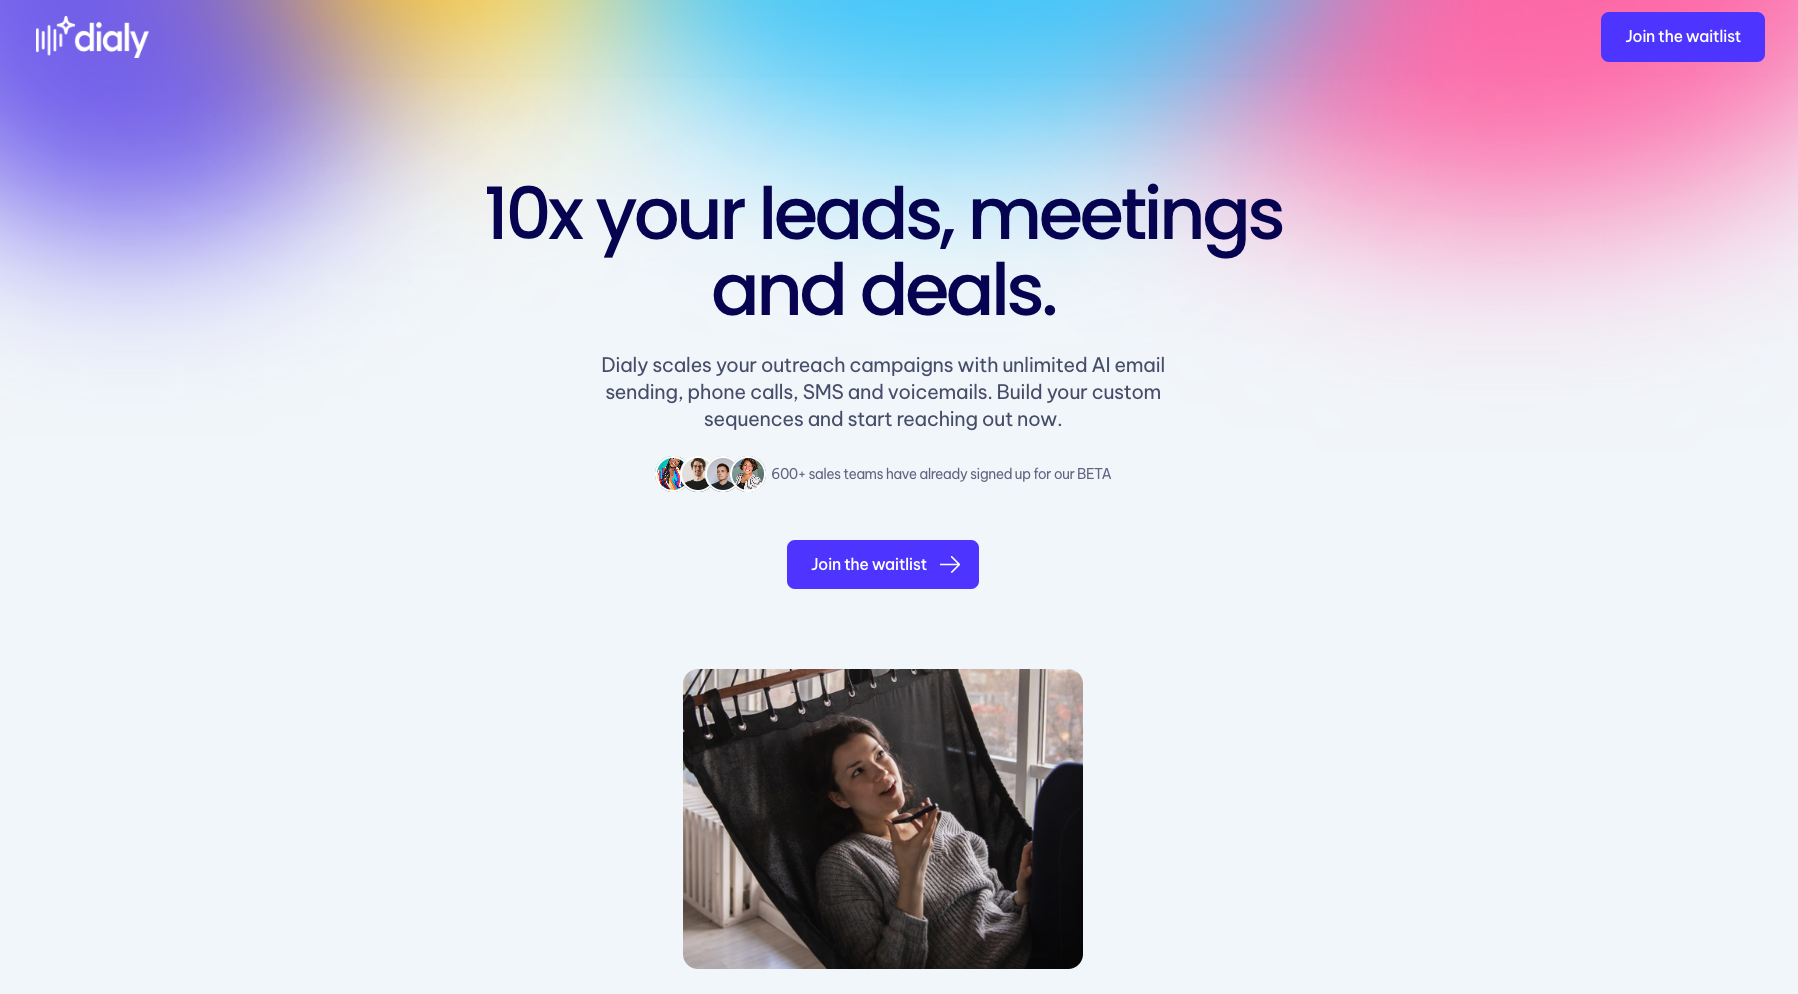 dialy
Join the waitlist
10x your leads, meetings
and deals.
Dialy scales your outreach campaigns with unlimited AI email
sending, phone calls, SMS and voicemails. Build your custom
sequences and start reaching out now.
600+ sales teams have already signed up for our BETA
Join the waitlist